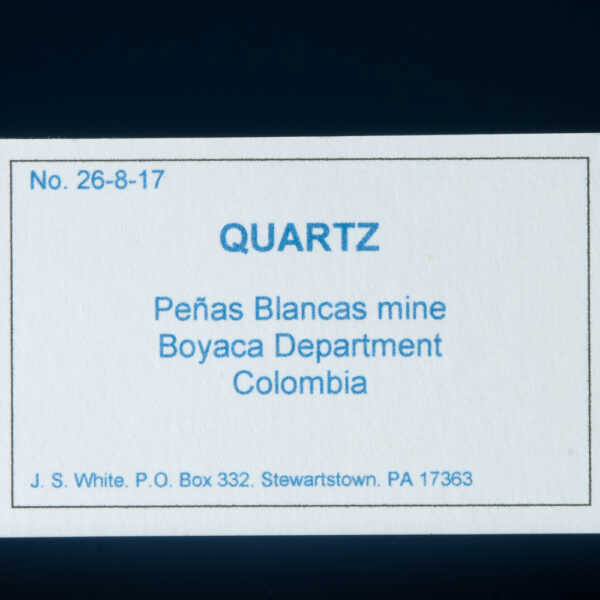 No. 26-8-17
QUARTZ
Peñas Blancas mine
Boyaca Department
Colombia
J. S. White. P.O. Box 332. Stewartstown. PA 17363